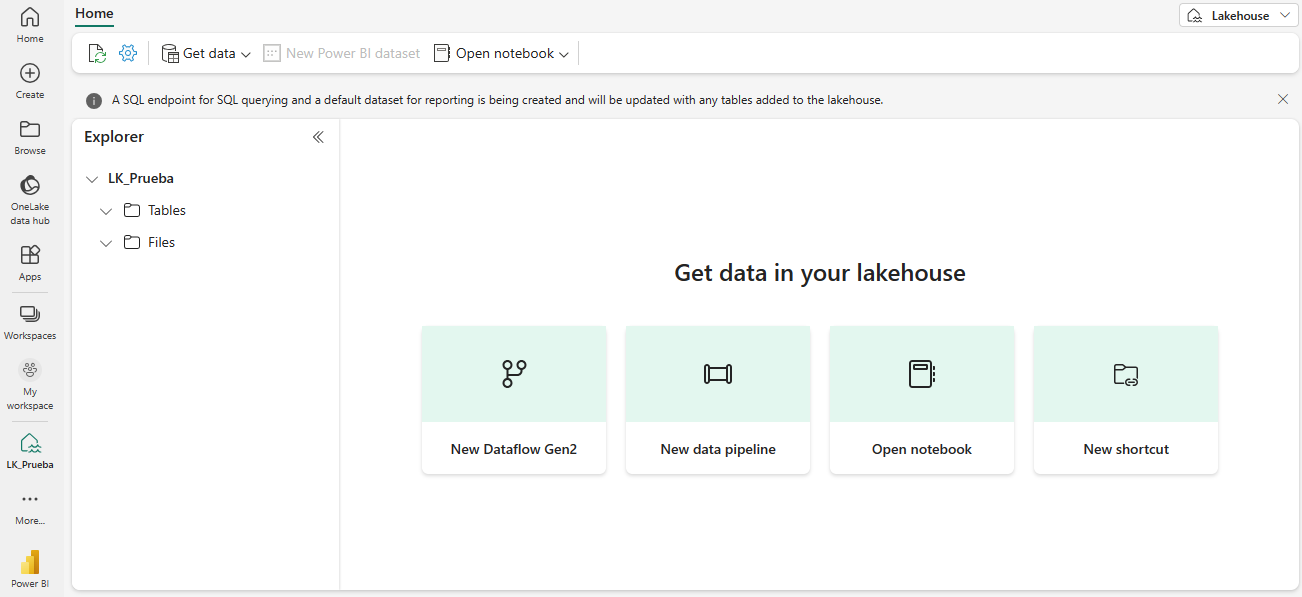 Home
Lakehouse
Get data
New Power BI dataset
Open notebook
A SQL endpoint for SQL querying and a default dataset for reporting is being created and will be updated with any tables added to the lakehouse.
Home
Create
Browse
OneLake
data hub
Apps
Workspaces
My
workspace
LK_Prueba
More...
Power BI
Explorer
LK_Prueba
Tables
Files
Get data in your lakehouse
New Dataflow Gen2
New data pipeline
Open notebook
New shortcut